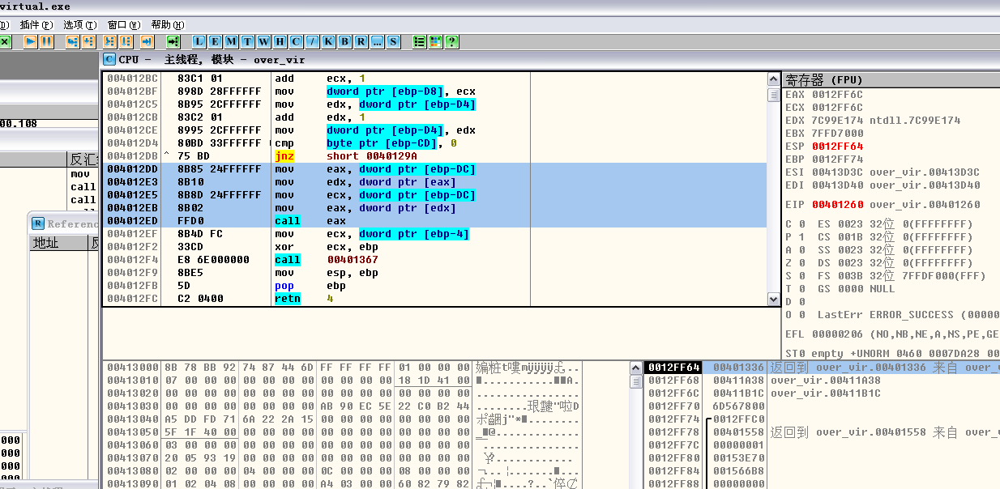 virtual.exe
插件(P) 选项(T) 窗口(W) 帮助(H)
L E M T W H C / K B R ... S ?
C CPU - 主线程, 模块 - over_vir
004012BC 83C1 01 add ecx, 1
004012BF 898D 28FFFFFF mov dword ptr [ebp-D8], ecx
004012C5 8B95 2CFFFFFF mov edx, dword ptr [ebp-D4]
004012CB 83C2 01 add edx, 1
004012CE 8995 2CFFFFFF mov dword ptr [ebp-D4], edx
004012D4 80BD 33FFFFFF cmp byte ptr [ebp-CD], 0
004012DB ^ 75 BD jnz short 0040129A
004012DD 8B85 24FFFFFF mov eax, dword ptr [ebp-DC]
004012E3 8B10 mov edx, dword ptr [eax]
004012E5 8B8D 24FFFFFF mov ecx, dword ptr [ebp-DC]
004012EB 8B02 mov eax, dword ptr [edx]
004012ED FFD0 call eax
004012EF 8B4D FC mov ecx, dword ptr [ebp-4]
004012F2 33CD xor ecx, ebp
004012F4 E8 6E000000 call 00401367
004012F9 8BE5 mov esp, ebp
004012FB 5D pop ebp
004012FC C2 0400 retn 4
寄存器 (FPU)
EAX 0012FF6C
ECX 0012FF6C
EDX 7C99E174 ntdll.7C99E174
EBX 7FFD7000
ESP 0012FF64
EBP 0012FF74
ESI 00413D3C over_vir.00413D3C
EDI 00413D40 over_vir.00413D40
EIP 00401260 over_vir.00401260
C 0 ES 0023 32位 0(FFFFFFFF)
P 1 CS 001B 32位 0(FFFFFFFF)
A 0 SS 0023 32位 0(FFFFFFFF)
Z 0 DS 0023 32位 0(FFFFFFFF)
S 0 FS 003B 32位 7FFDF000(FFF)
T 0 GS 0000 NULL
D 0
O 0 LastErr ERROR_SUCCESS (00000
EFL 00000206 (NO,NB,NE,A,NS,PE,GE
ST0 empty +UNORM 0460 0007DA28 00
00.108
反汇
mov
call
call
R Referenc
地址
000
000
000
000
00413000 8B 78 BB 92 74 87 44 6D FF FF FF FF 01 00 00 00
00413010 07 00 00 00 00 00 00 00 00 00 00 00 18 1D 41 00
00413020 00 00 00 00 00 00 00 00 00 00 00 00 00 00 00 00
00413030 00 00 00 00 00 00 00 00 AB 90 EC 5E 22 C0 B2 44
00413040 A5 DD FD 71 6A 22 2A 15 00 00 00 00 00 00 00 00
00413050 5F 1F 40 00 00 00 00 00 00 00 00 00 00 00 00 00
00413060 03 00 00 00 00 00 00 00 00 00 00 00 00 00 00 00
00413070 20 05 93 19 00 00 00 00 00 00 00 00 00 00 00 00
00413080 02 00 00 00 04 00 00 00 0C 00 00 00 08 00 00 00
00413090 01 02 04 08 00 00 00 00 A4 03 00 00 60 82 79 82
0012FF64 00401336 返回到 over_vir.00401336 来自 over_
0012FF68 00411A38 over_vir.00411A38
0012FF6C 00411B1C over_vir.00411B1C
0012FF70 6D567800
0012FF74 0012FFC0
0012FF78 00401558 返回到 over_vir.00401558 来自 over_
0012FF7C 00000001
0012FF80 00153E70
0012FF84 001566B8
0012FF88 00000000